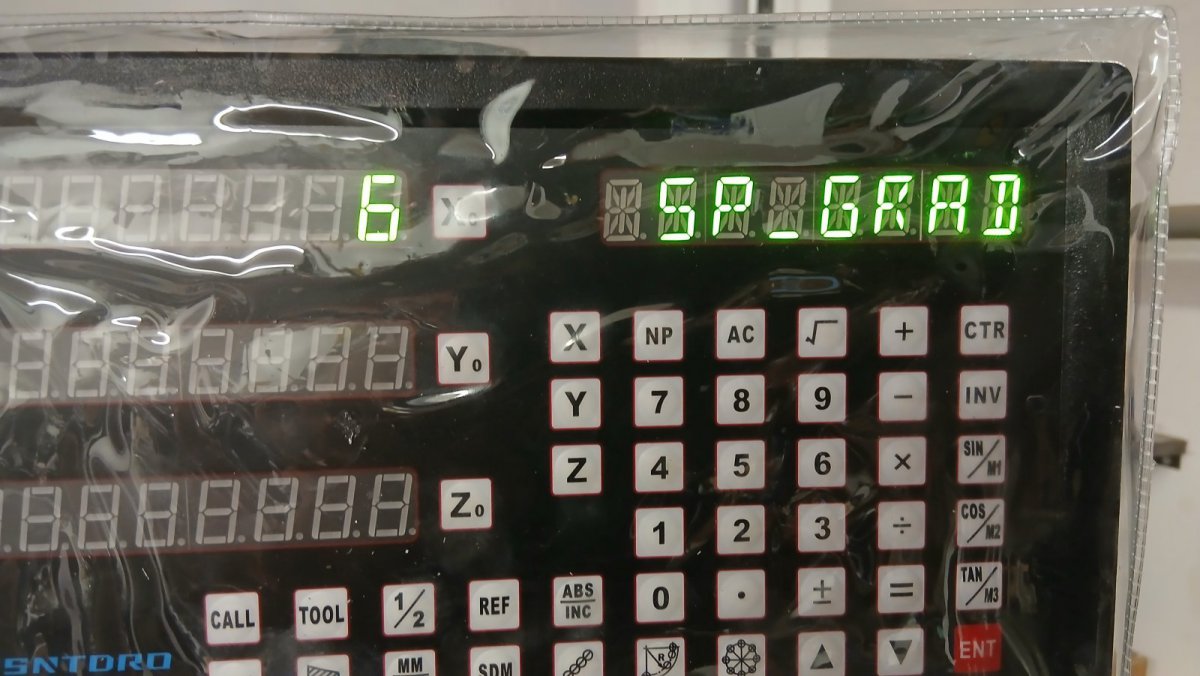 6 X₀ SP_GRAD
Y₀ X NP AC √ + CTR
Y 7 8 9 − INV
Z₀ Z 4 5 6 × SIN/M1
1 2 3 ÷ COS/M2
CALL TOOL 1/2 REF ABS/INC 0 . ± = TAN/M3
SNTDRO MM SDM R ▲ ▼ ENT